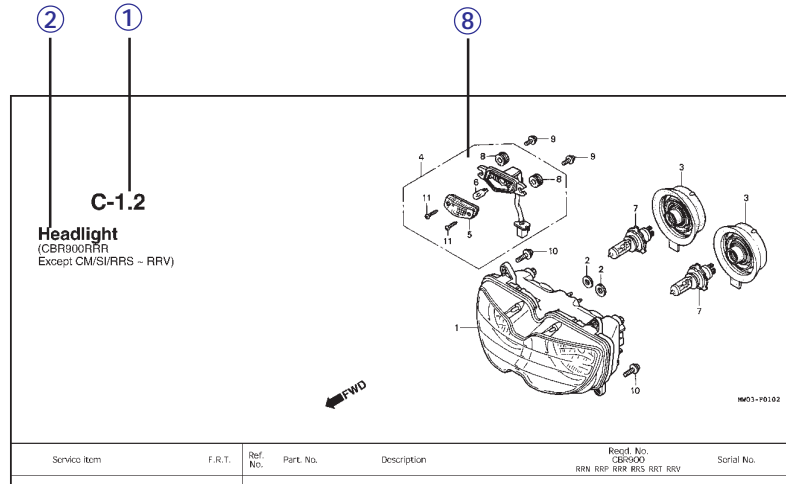 2 1 8
C-1.2
Headlight
(CBR900RRR
Except CM/SI/RRS ~ RRV)
9
4
8
9
3
6
8
11
7
3
5
11
10
2
2
7
1
FWD
10
MW03-F0102
Service item F.R.T. Ref. No. Part. No. Description Reqd. No. CBR900 RRN RRP RRR RRS RRT RRV Serial No.